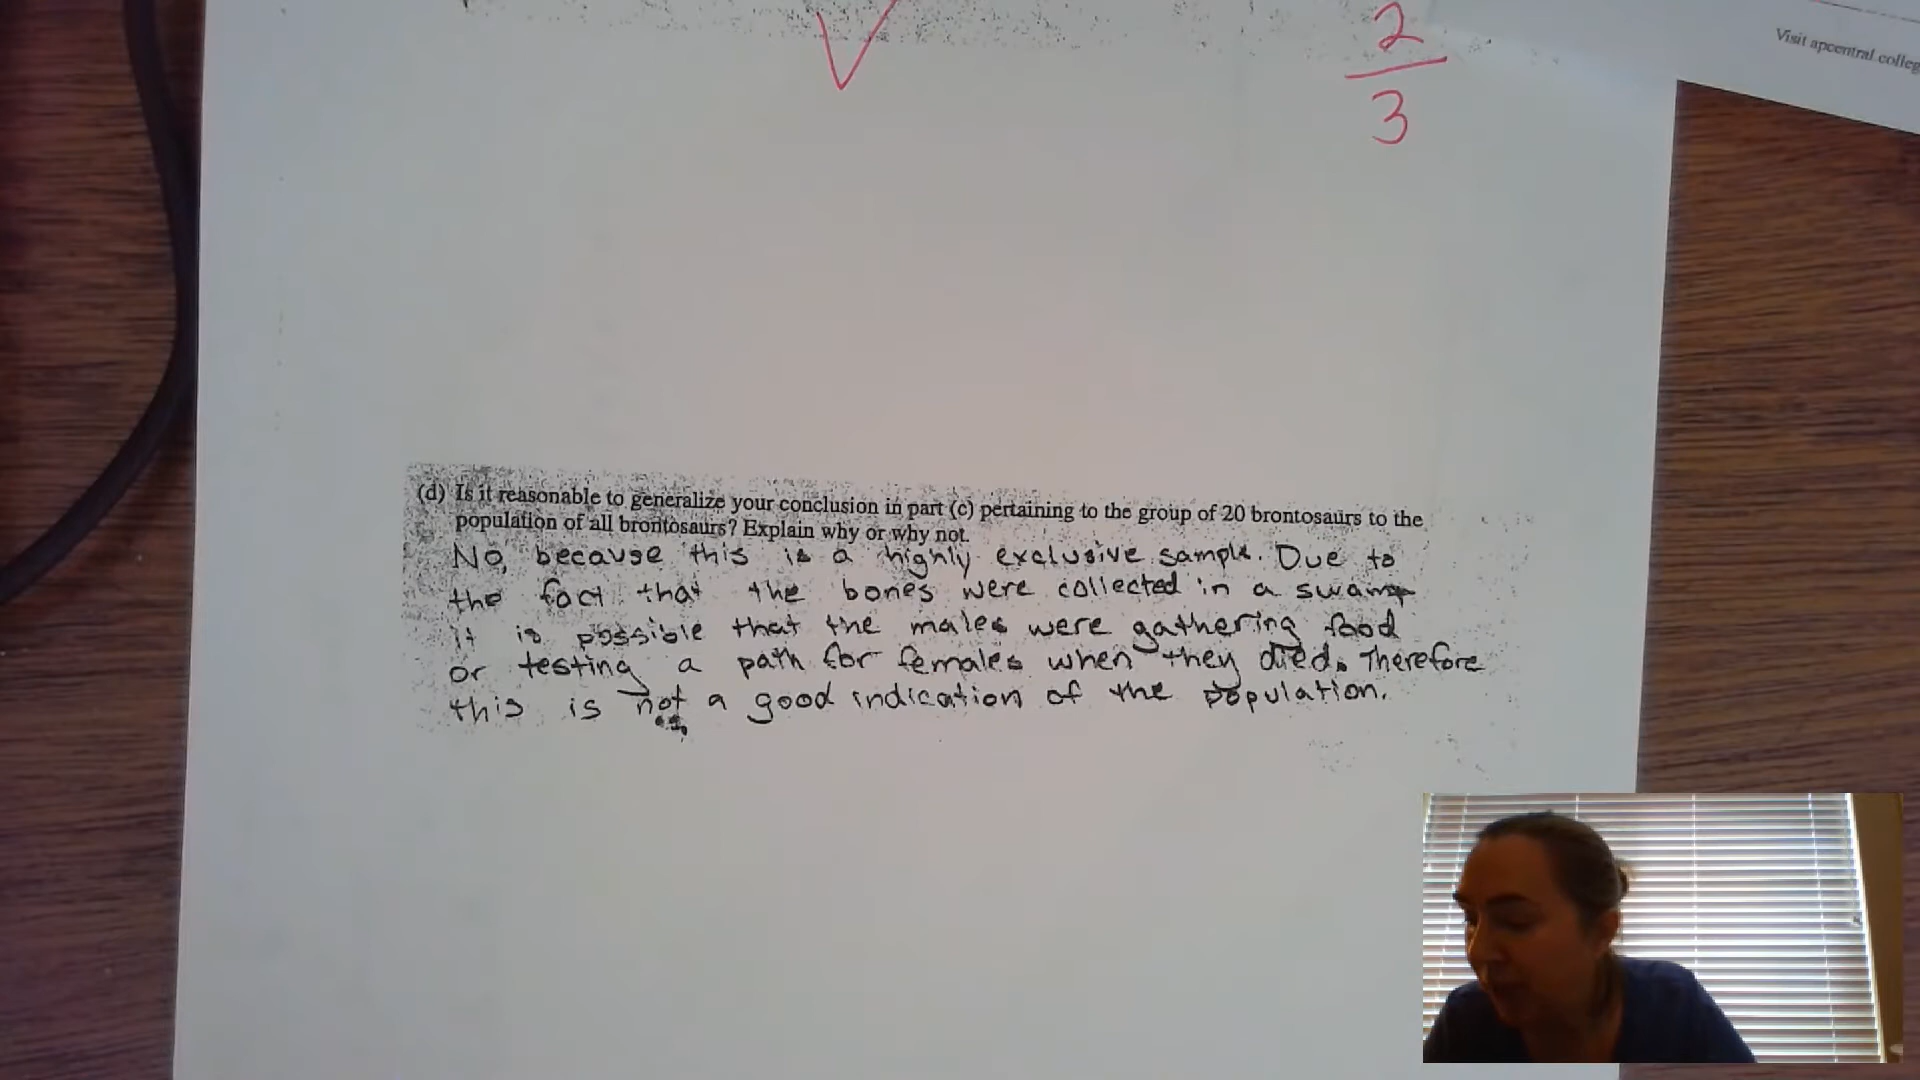 2
3
Visit apcentral.colleg
(d) Is it reasonable to generalize your conclusion in part (c) pertaining to the group of 20 brontosaurs to the
population of all brontosaurs? Explain why or why not.
No, because this is a highly exclusive sample. Due to
the fact that the bones were collected in a swamp
it is possible that the males were gathering food
or testing a path for females when they died. Therefore
this is not a good indication of the population.